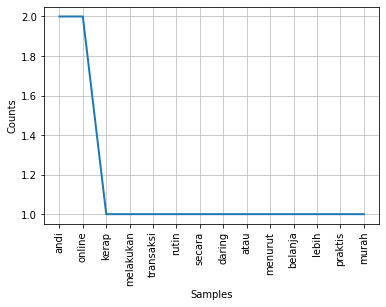 2.0
1.8
1.6
1.4
1.2
1.0
Counts
andi
online
kerap
melakukan
transaksi
rutin
secara
daring
atau
menurut
belanja
lebih
praktis
murah
Samples